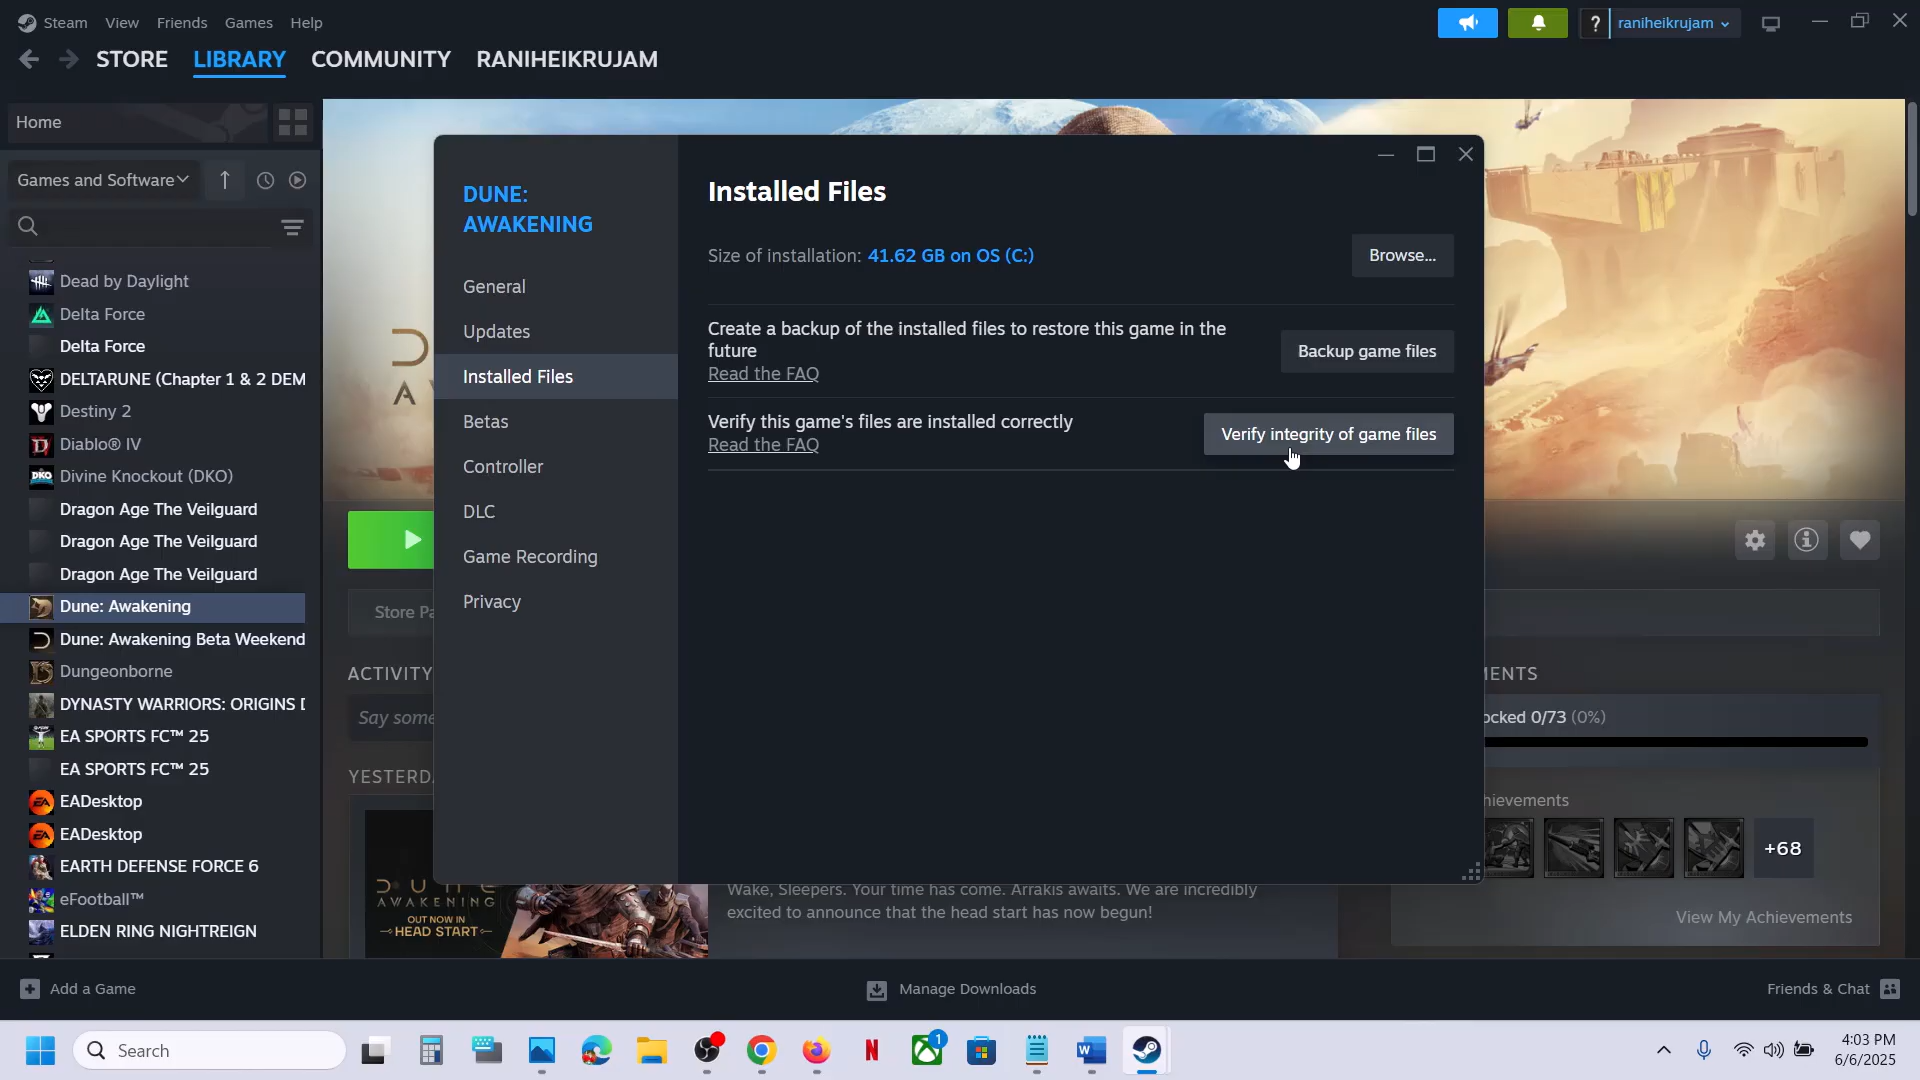 Steam View Friends Games Help
? raniheikrujam
STORE LIBRARY COMMUNITY RANIHEIKRUJAM
Home
Games and Software
Dead by Daylight
Delta Force
Delta Force
DELTARUNE (Chapter 1 & 2 DEM
Destiny 2
Diablo® IV
Divine Knockout (DKO)
Dragon Age The Veilguard
Dragon Age The Veilguard
Dragon Age The Veilguard
Dune: Awakening
Dune: Awakening Beta Weekend
Dungeonborne
DYNASTY WARRIORS: ORIGINS D
EA SPORTS FC™ 25
EA SPORTS FC™ 25
EADesktop
EADesktop
EARTH DEFENSE FORCE 6
eFootball™
ELDEN RING NIGHTREIGN
DUNE:
AWAKENING
General
Updates
Installed Files
Betas
Controller
DLC
Game Recording
Privacy
Installed Files
Size of installation: 41.62 GB on OS (C:)
Browse...
Create a backup of the installed files to restore this game in the
future
Read the FAQ
Backup game files
Verify this game's files are installed correctly
Read the FAQ
Verify integrity of game files
Store Pa
ACTIVITY
Say some
YESTERD
DUNE
AWAKENING
OUT NOW IN
HEAD START
Wake, Sleepers. Your time has come. Arrakis awaits. We are incredibly
excited to announce that the head start has now begun!
MENTS
ocked 0/73 (0%)
hievements
+68
View My Achievements
Add a Game
Manage Downloads
Friends & Chat
Search
1
4:03 PM
6/6/2025